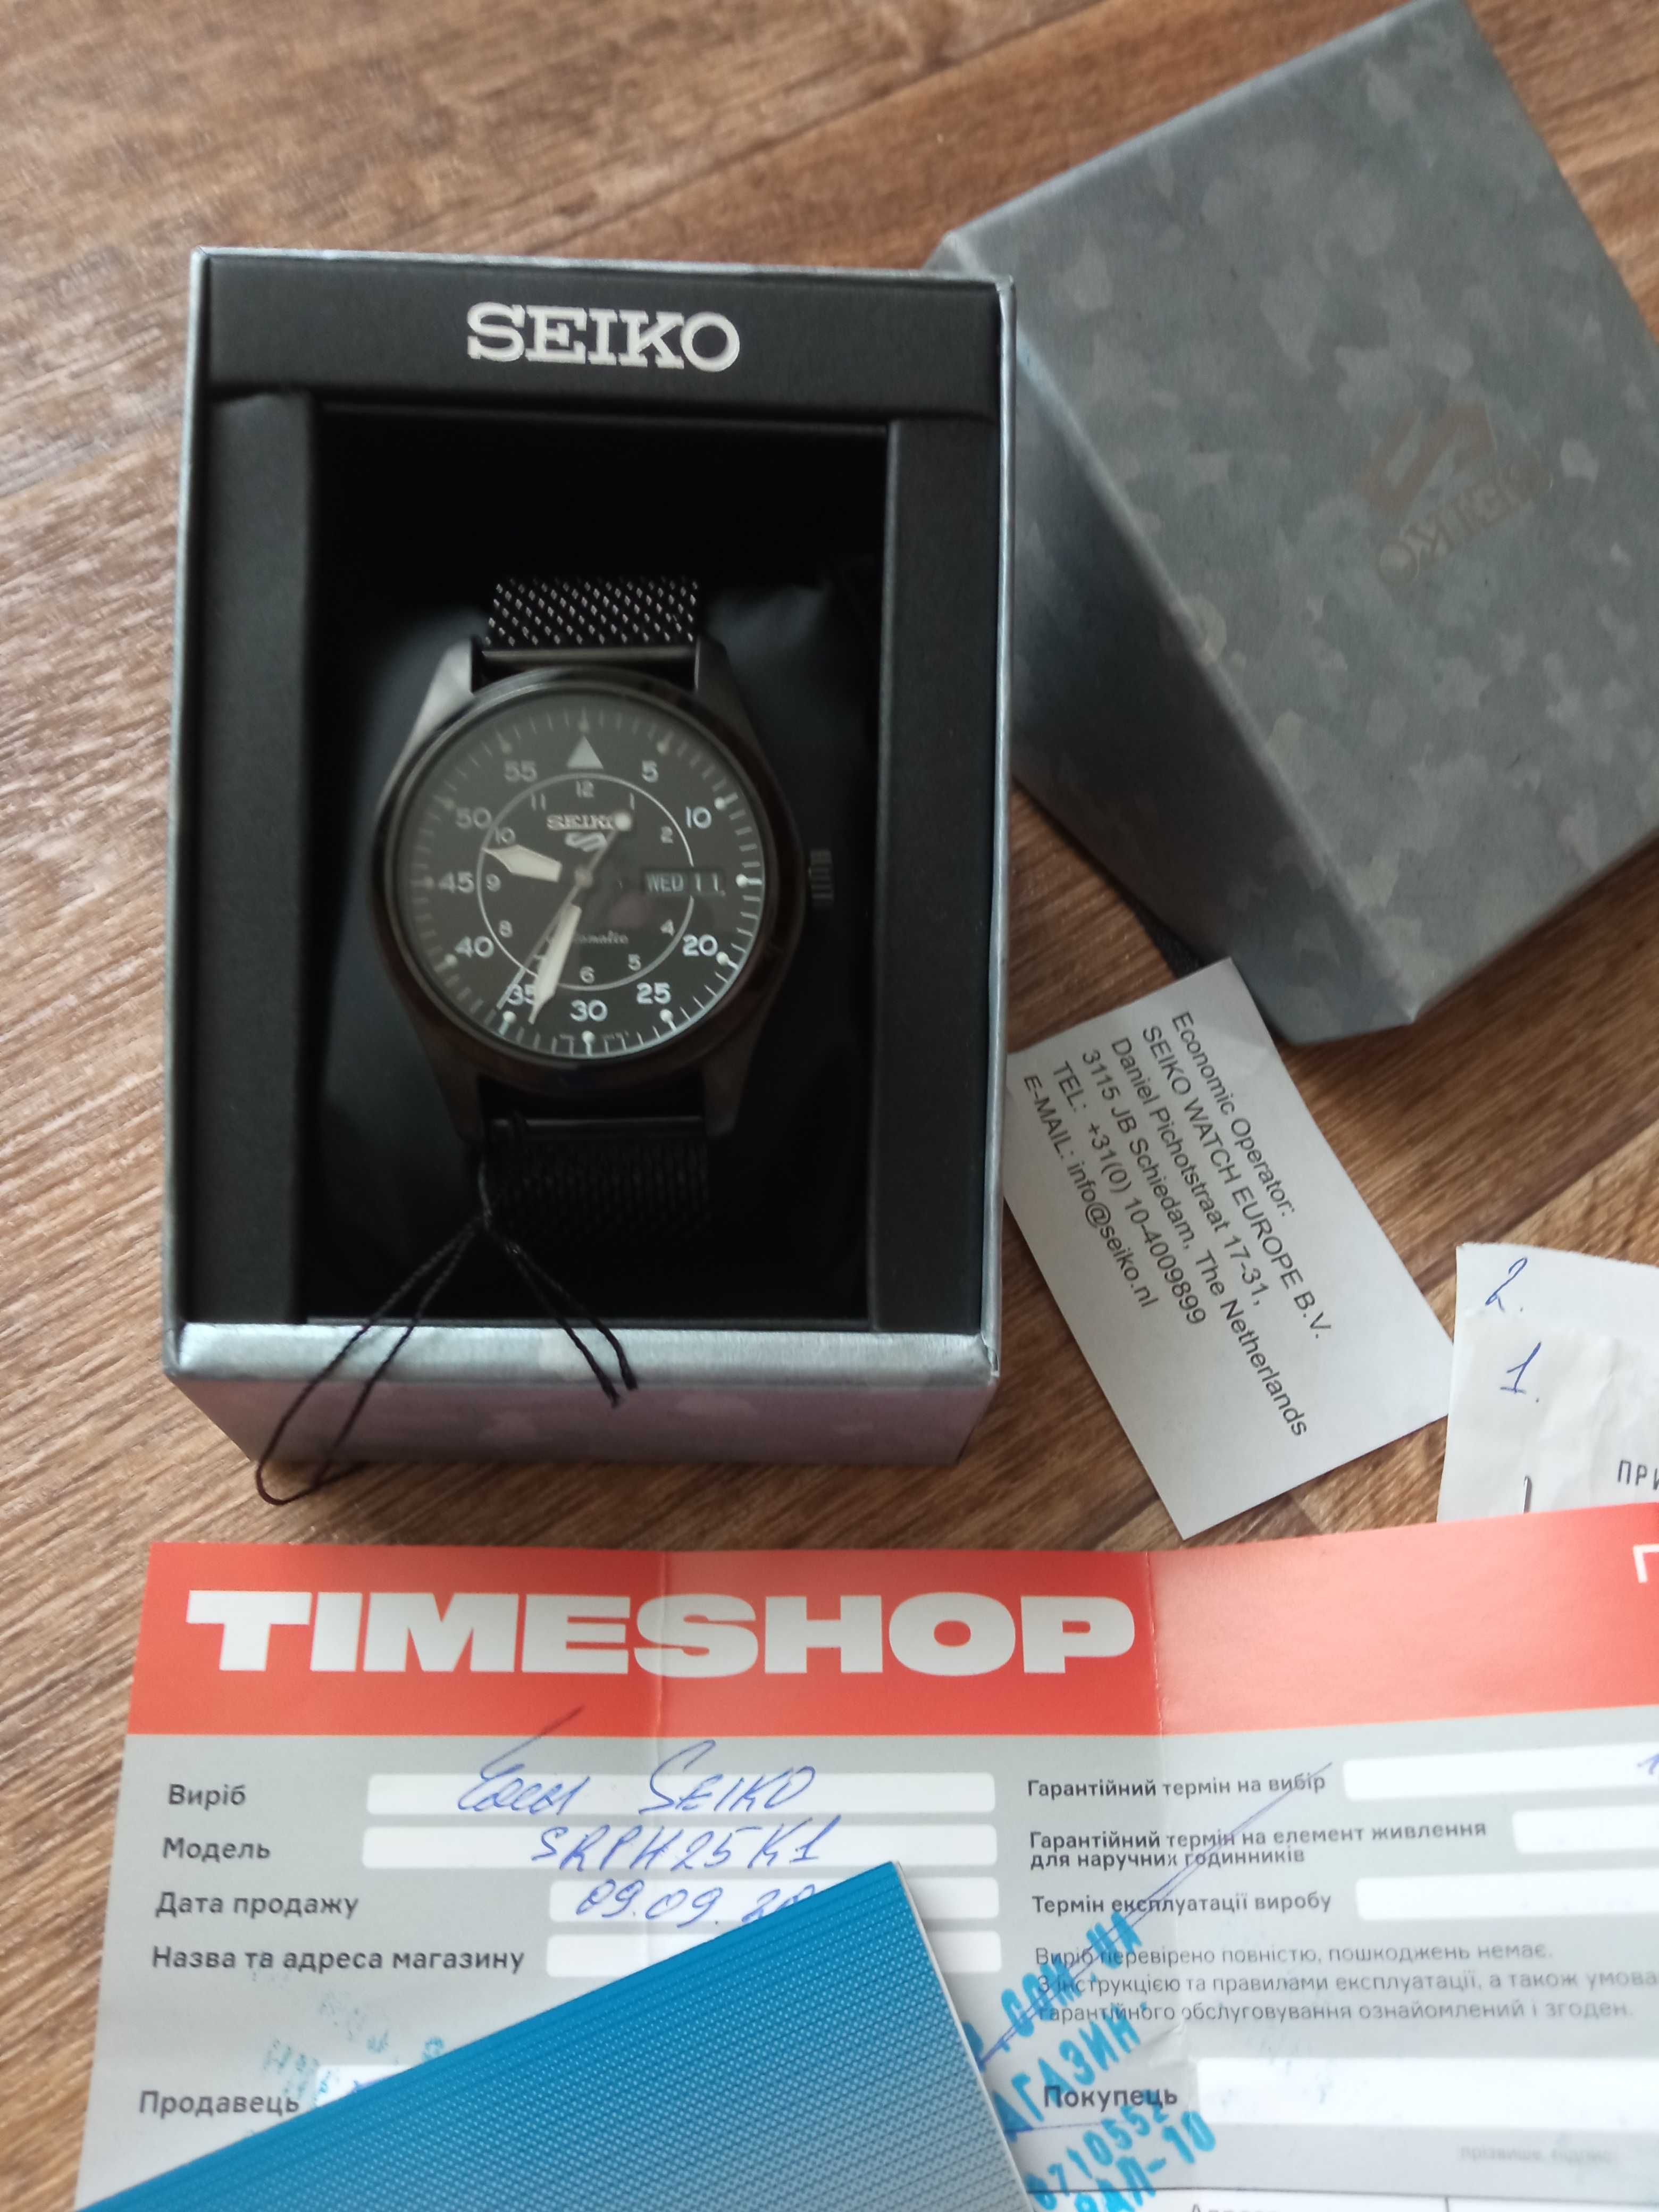 SEIKO
55
5
50
10
45
40
20
35
30
25
12
11
1
10
2
9
8
4
5
6
SEIKO
WED 11
SEIKO
Economic Operator:
SEIKO WATCH EUROPE B.V.
Daniel Pichotstraat 17-31,
3115 JB Schiedam, The Netherlands
TEL: +31(0) 10-4009899
E-MAIL: info@seiko.nl
2.
1.
TIMESHOP
Виріб SEIKO
Модель SRPH25K1
Дата продажу 09.09.
Назва та адреса магазину
Продавець
Гарантійний термін на вибір
Гарантійний термін на елемент живлення
для наручних годинників
Термін експлуатації виробу
Виріб перевірено повністю, пошкоджень немає.
З інструкцією та правилами експлуатації, а також
гарантійного обслуговування ознайомлений і згоден.
Покупець